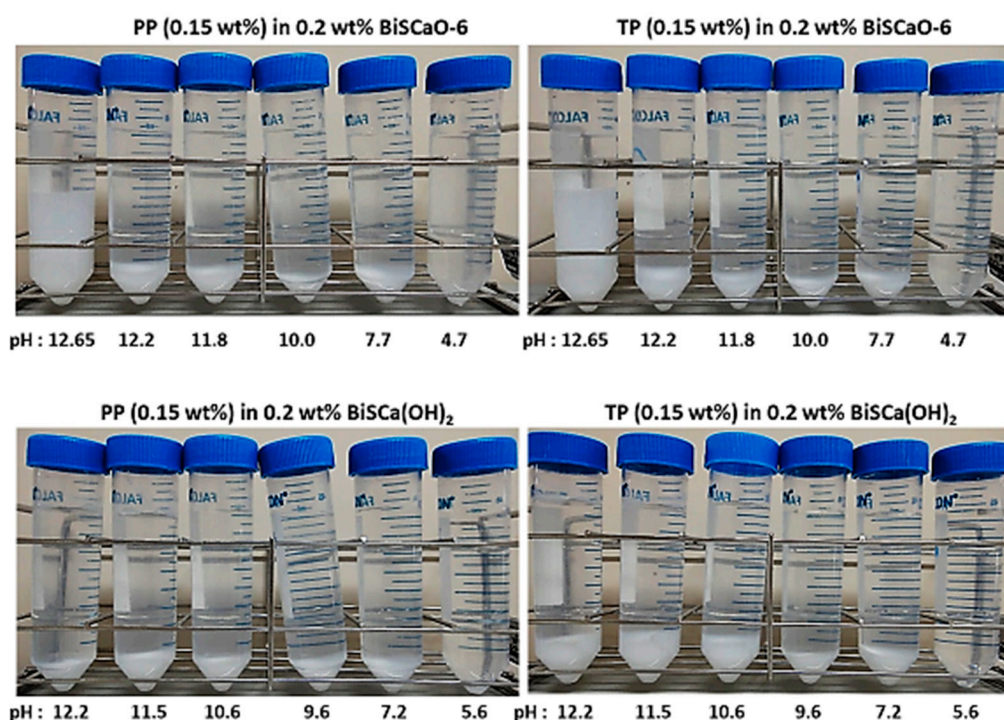 PP (0.15 wt%) in 0.2 wt% BiSCaO-6
TP (0.15 wt%) in 0.2 wt% BiSCaO-6
pH : 12.65 12.2 11.8 10.0 7.7 4.7
pH : 12.65 12.2 11.8 10.0 7.7 4.7
PP (0.15 wt%) in 0.2 wt% BiSCa(OH)₂
TP (0.15 wt%) in 0.2 wt% BiSCa(OH)₂
pH : 12.2 11.5 10.6 9.6 7.2 5.6
pH : 12.2 11.5 10.6 9.6 7.2 5.6